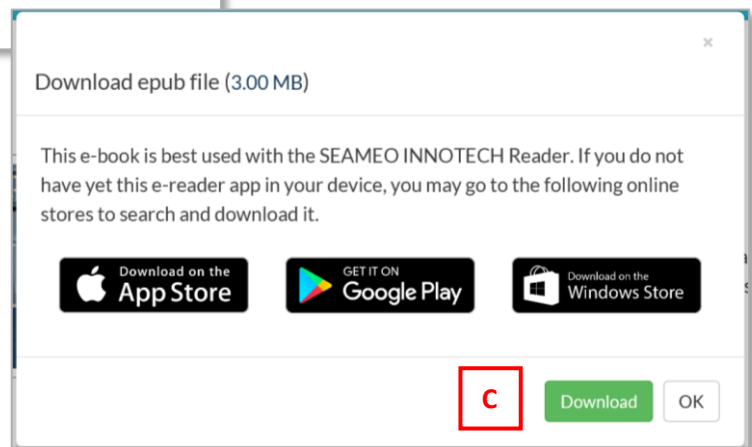 ×
Download epub file (3.00 MB)
This e-book is best used with the SEAMEO INNOTECH Reader. If you do not
have yet this e-reader app in your device, you may go to the following online
stores to search and download it.
Download on the
App Store
GET IT ON
Google Play
Download on the
Windows Store
C
Download
OK